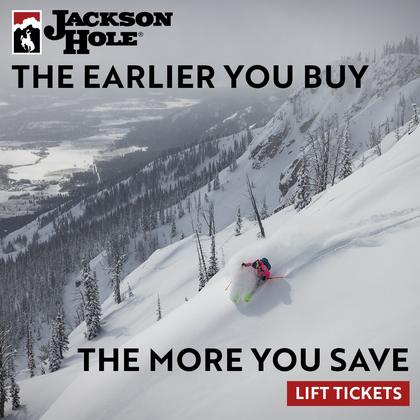 JACKSON
HOLE®
THE EARLIER YOU BUY
THE MORE YOU SAVE
LIFT TICKETS